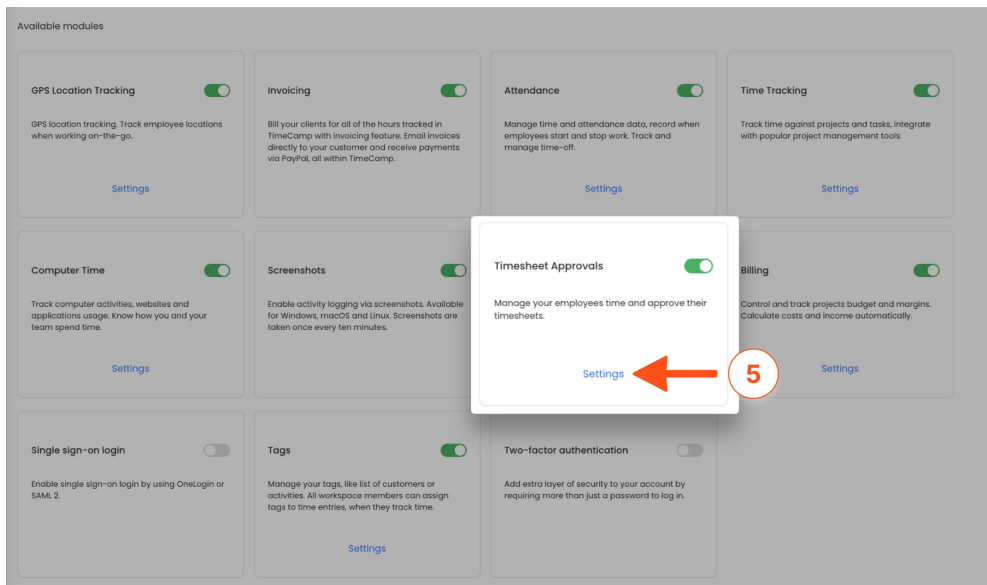 Available modules
GPS Location Tracking
GPS location tracking. Track employee locations
when working on-the-go.
Settings
Invoicing
Bill your clients for all of the hours tracked in
TimeCamp with invoicing feature. Email invoices
directly to your customer and receive payments
via PayPal, all within TimeCamp.
Attendance
Manage time and attendance data, record when
employees start and stop work. Track and
manage time-off.
Settings
Time Tracking
Track time against projects and tasks, integrate
with popular project management tools.
Settings
Computer Time
Track computer activities, websites and
applications usage. Know how you and your
team spend time.
Settings
Screenshots
Enable activity logging via screenshots. Available
for Windows, macOS and Linux. Screenshots are
taken once every ten minutes.
Timesheet Approvals
Manage your employees time and approve their
timesheets.
Settings
5
Billing
Control and track projects budget and margins.
Calculate costs and income automatically.
Settings
Single sign-on login
Enable single sign-on login by using OneLogin or
SAML 2.
Tags
Manage your tags, like list of customers or
activities. All workspace members can assign
tags to time entries, when they track time.
Settings
Two-factor authentication
Add extra layer of security to your account by
requiring more than just a password to log in.